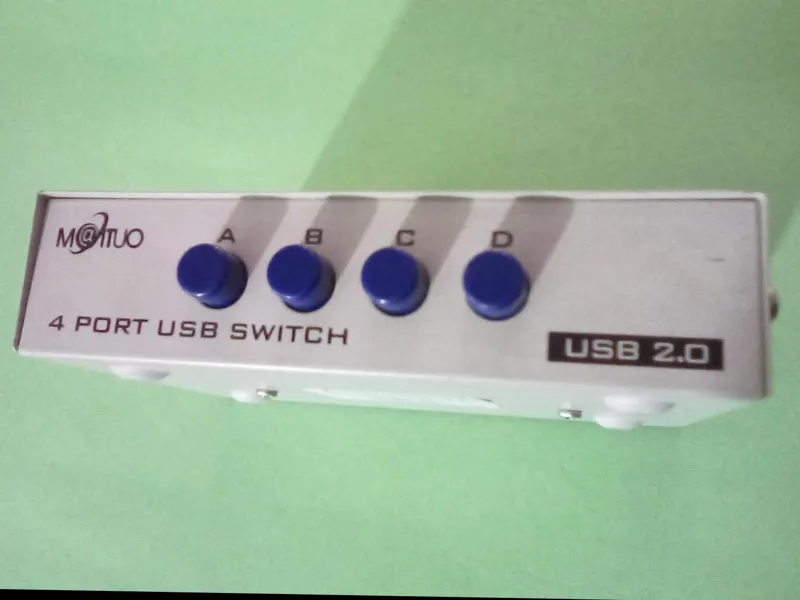 M@ITUO
A B C D
4 PORT USB SWITCH
USB 2.0